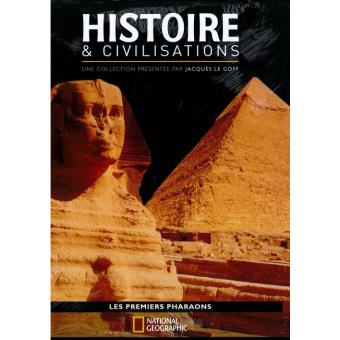 HISTOIRE
& CIVILISATIONS
UNE COLLECTION PRÉSENTÉE PAR JACQUES LE GOFF
LES PREMIERS PHARAONS
NATIONAL
GEOGRAPHIC